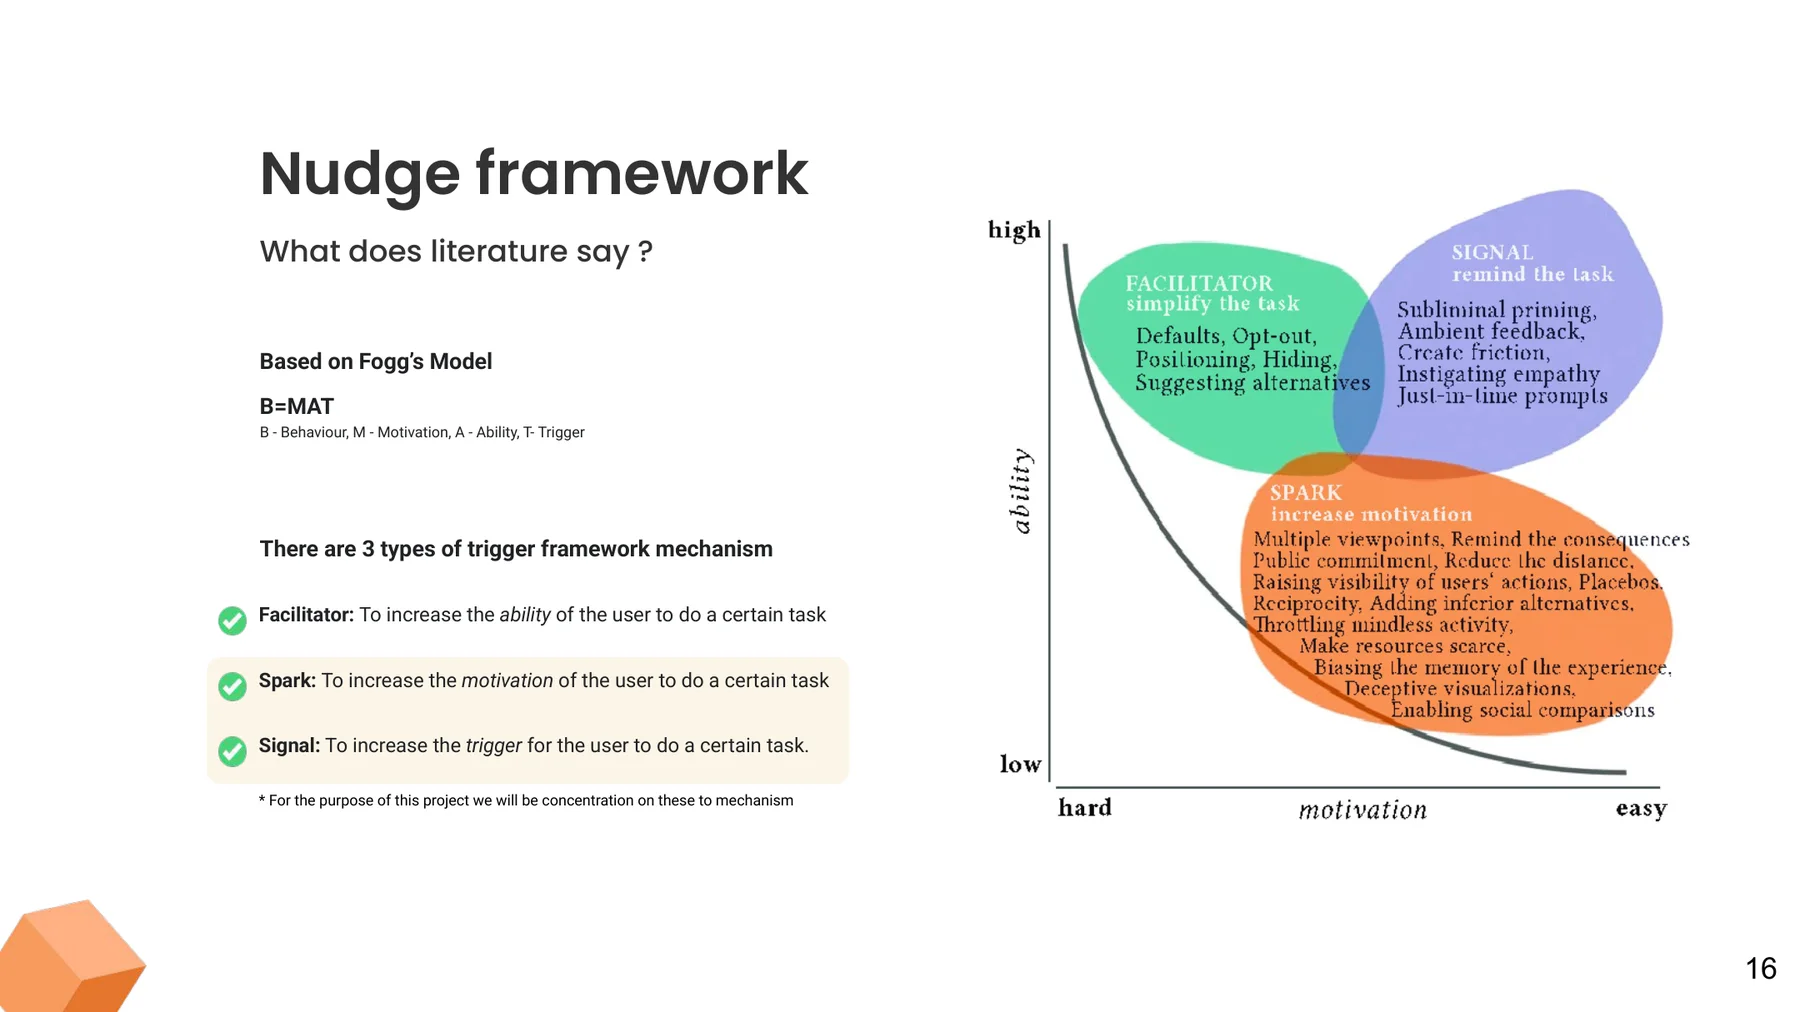 Nudge framework
What does literature say ?
Based on Fogg’s Model
B=MAT
B - Behaviour, M - Motivation, A - Ability, T- Trigger
There are 3 types of trigger framework mechanism
Facilitator: To increase the ability of the user to do a certain task
Spark: To increase the motivation of the user to do a certain task
Signal: To increase the trigger for the user to do a certain task.
* For the purpose of this project we will be concentration on these to mechanism
high
ability
low
FACILITATOR
simplify the task
Defaults, Opt-out,
Positioning, Hiding,
Suggesting alternatives
SIGNAL
remind the task
Subliminal priming,
Ambient feedback,
Create friction,
Instigating empathy
Just-in-time prompts
SPARK
increase motivation
Multiple viewpoints, Remind the consequences
Public commitment, Reduce the distance,
Raising visibility of users‘ actions, Placebos,
Reciprocity, Adding inferior alternatives,
Throttling mindless activity,
Make resources scarce,
Biasing the memory of the experience,
Deceptive visualizations,
Enabling social comparisons
hard
motivation
easy
16